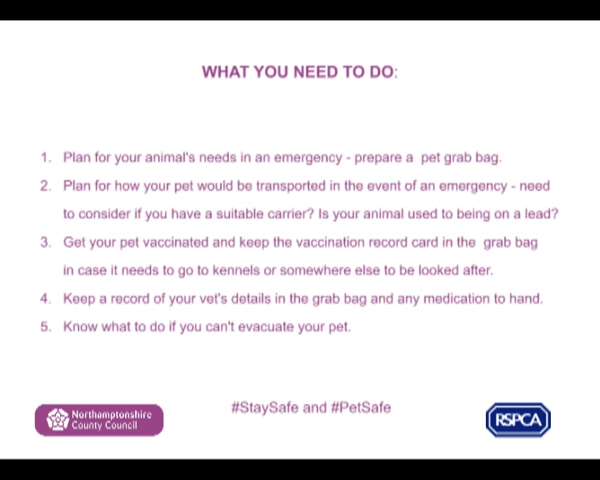 WHAT YOU NEED TO DO:
1. Plan for your animal's needs in an emergency - prepare a pet grab bag.
2. Plan for how your pet would be transported in the event of an emergency - need
to consider if you have a suitable carrier? Is your animal used to being on a lead?
3. Get your pet vaccinated and keep the vaccination record card in the grab bag
in case it needs to go to kennels or somewhere else to be looked after.
4. Keep a record of your vet's details in the grab bag and any medication to hand.
5. Know what to do if you can't evacuate your pet.
#StaySafe and #PetSafe
Northamptonshire
County Council
RSPCA